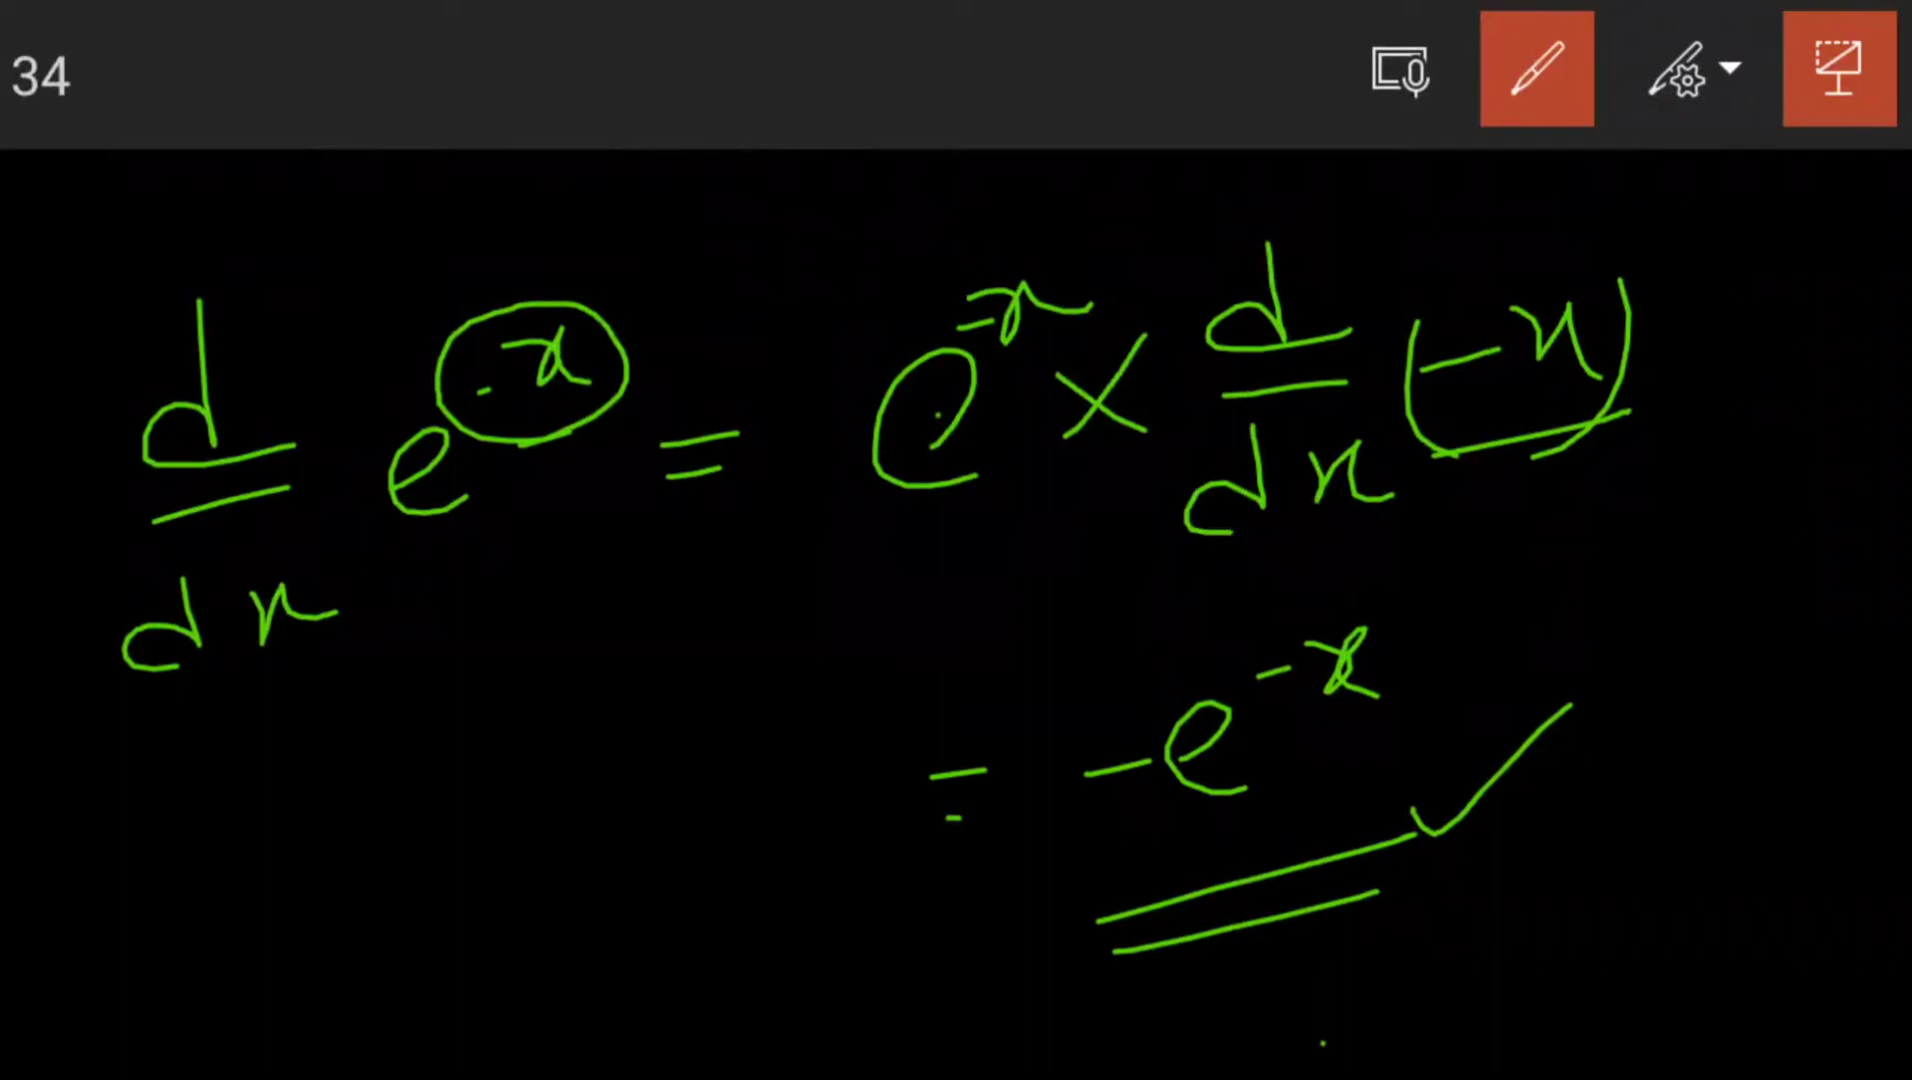 34
d/dx e^-x = e^-x × d/dx (-x)
= -e^-x